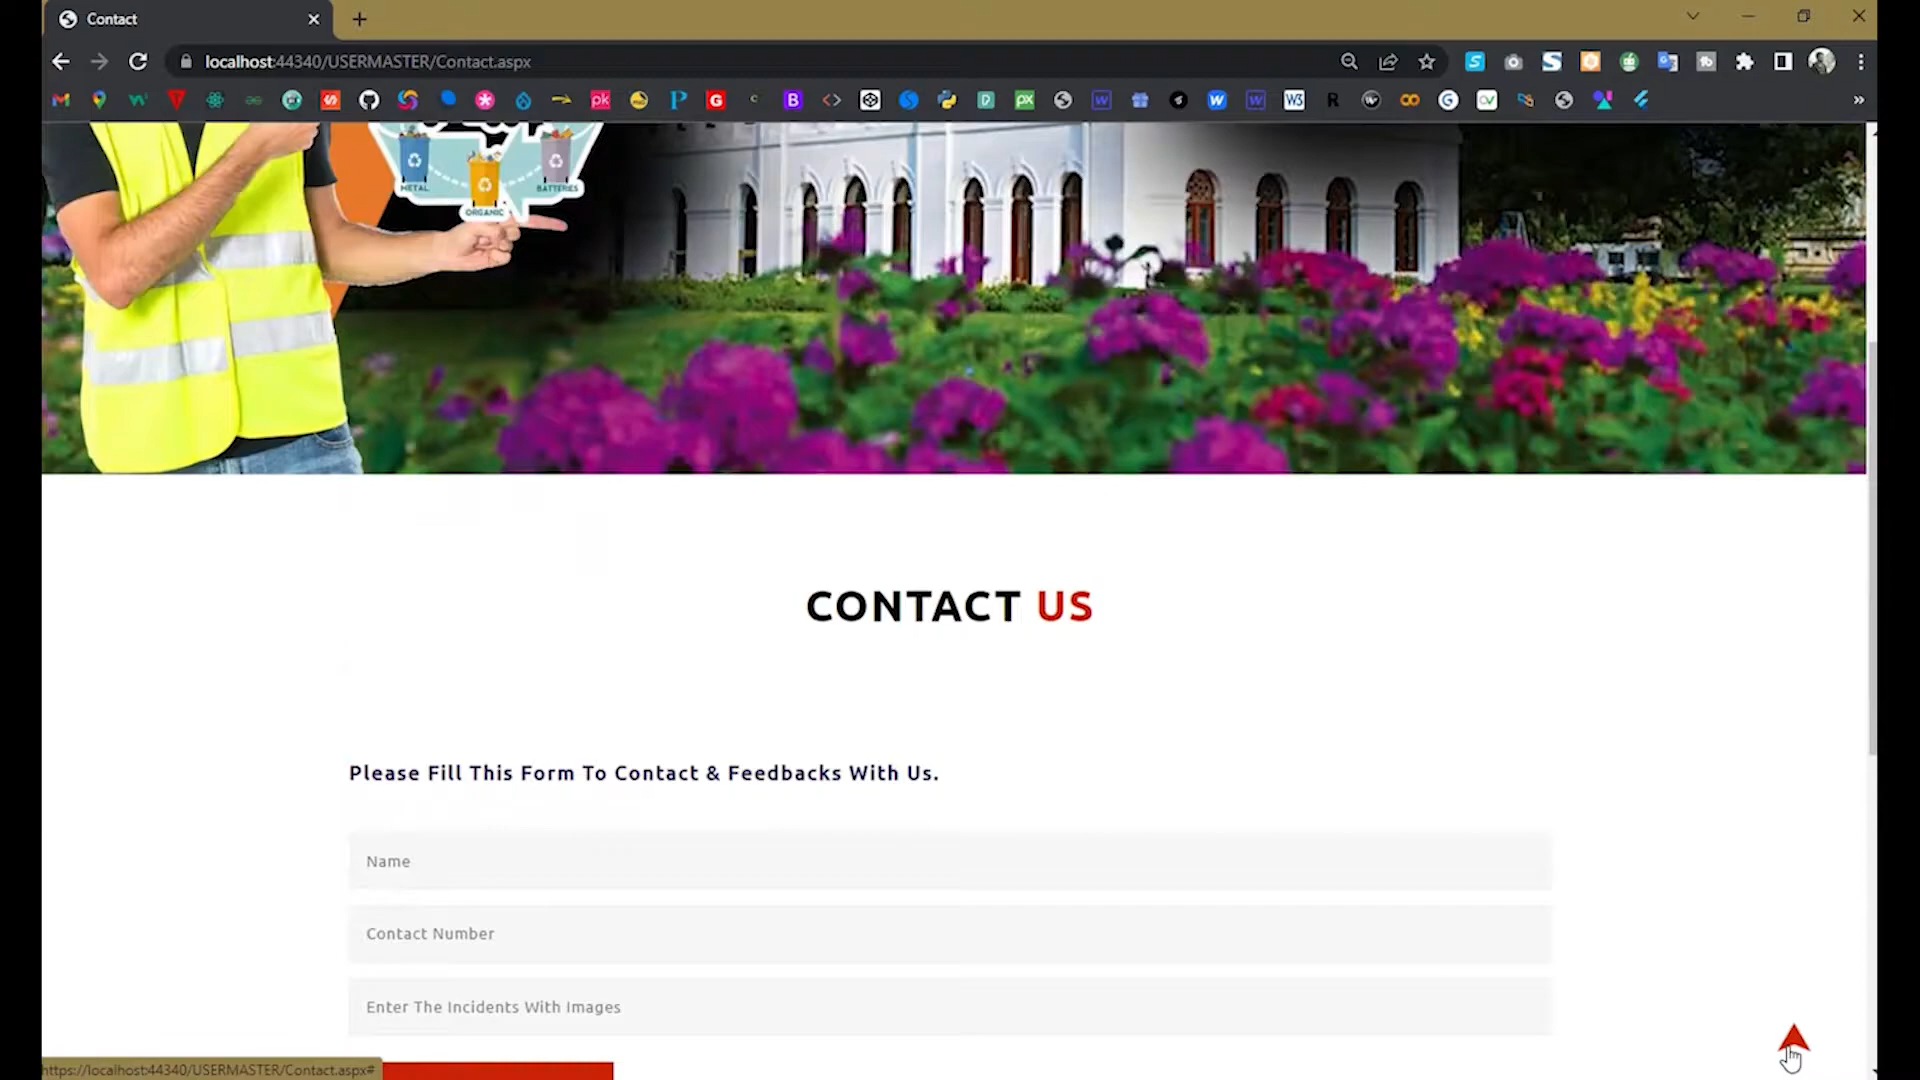 Contact
localhost:44340/USERMASTER/Contact.aspx
METAL
BATTERIES
ORGANIC
CONTACT US
Please Fill This Form To Contact & Feedbacks With Us.
Name
Contact Number
Enter The Incidents With Images
https://localhost:44340/USERMASTER/Contact.aspx#